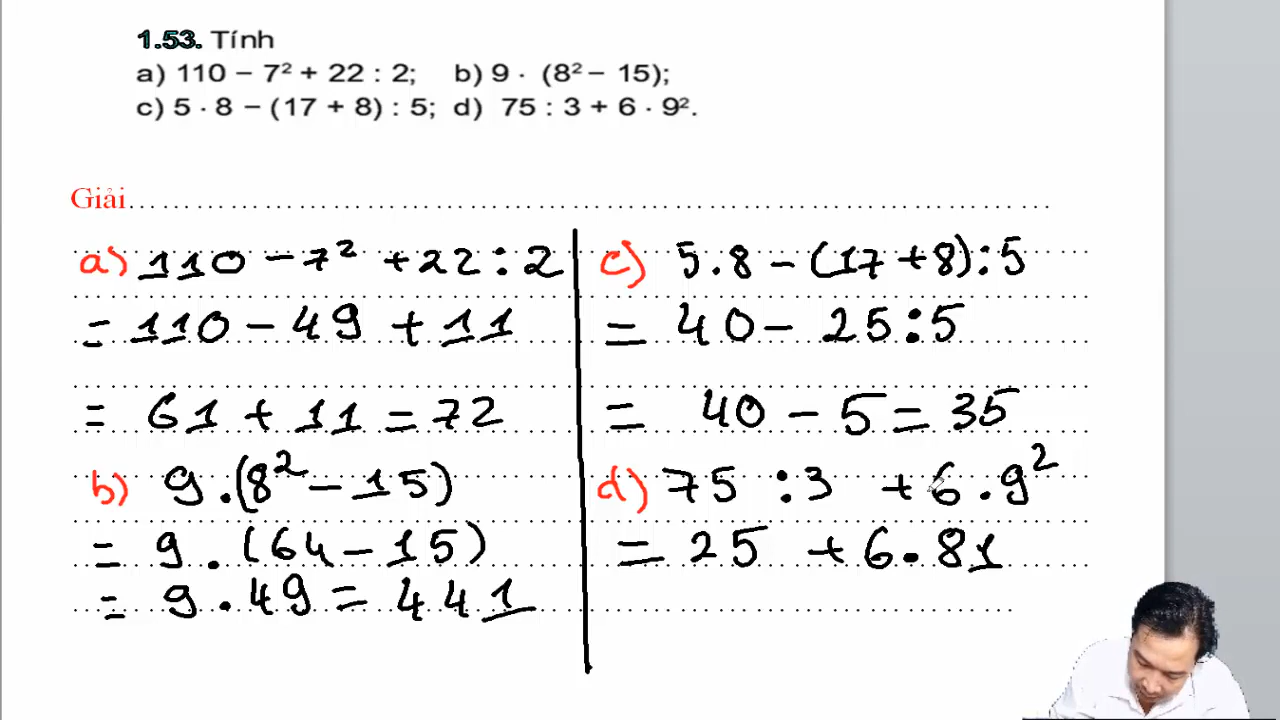 1.53. Tính
a) 110 − 7² + 22 : 2; b) 9 · (8² − 15);
c) 5 · 8 − (17 + 8) : 5; d) 75 : 3 + 6 · 9².
Giải
a) 110 − 7² + 22 : 2
= 110 − 49 + 11
= 61 + 11 = 72
b) 9 . (8² − 15)
= 9 . (64 − 15)
= 9 . 49 = 441
c) 5 . 8 − (17 + 8) : 5
= 40 − 25 : 5
= 40 − 5 = 35
d) 75 : 3 + 6 . 9²
= 25 + 6 . 81